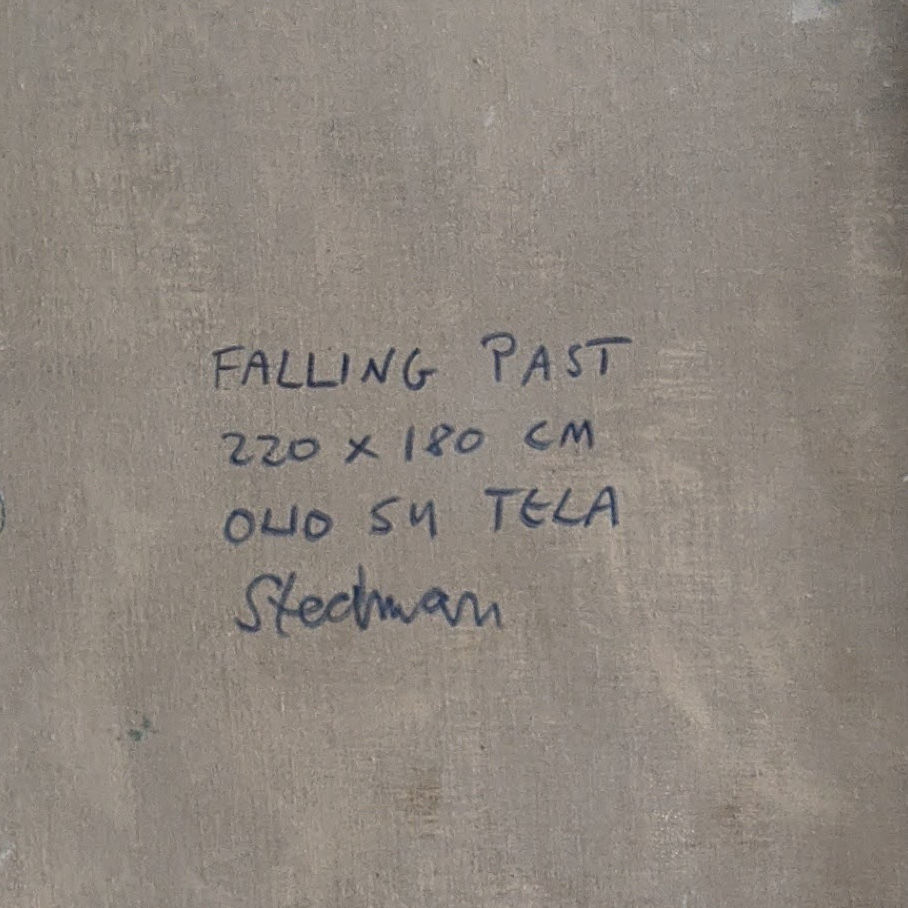 FALLING PAST
220 x 180 CM
OLIO SU TELA
Stedman